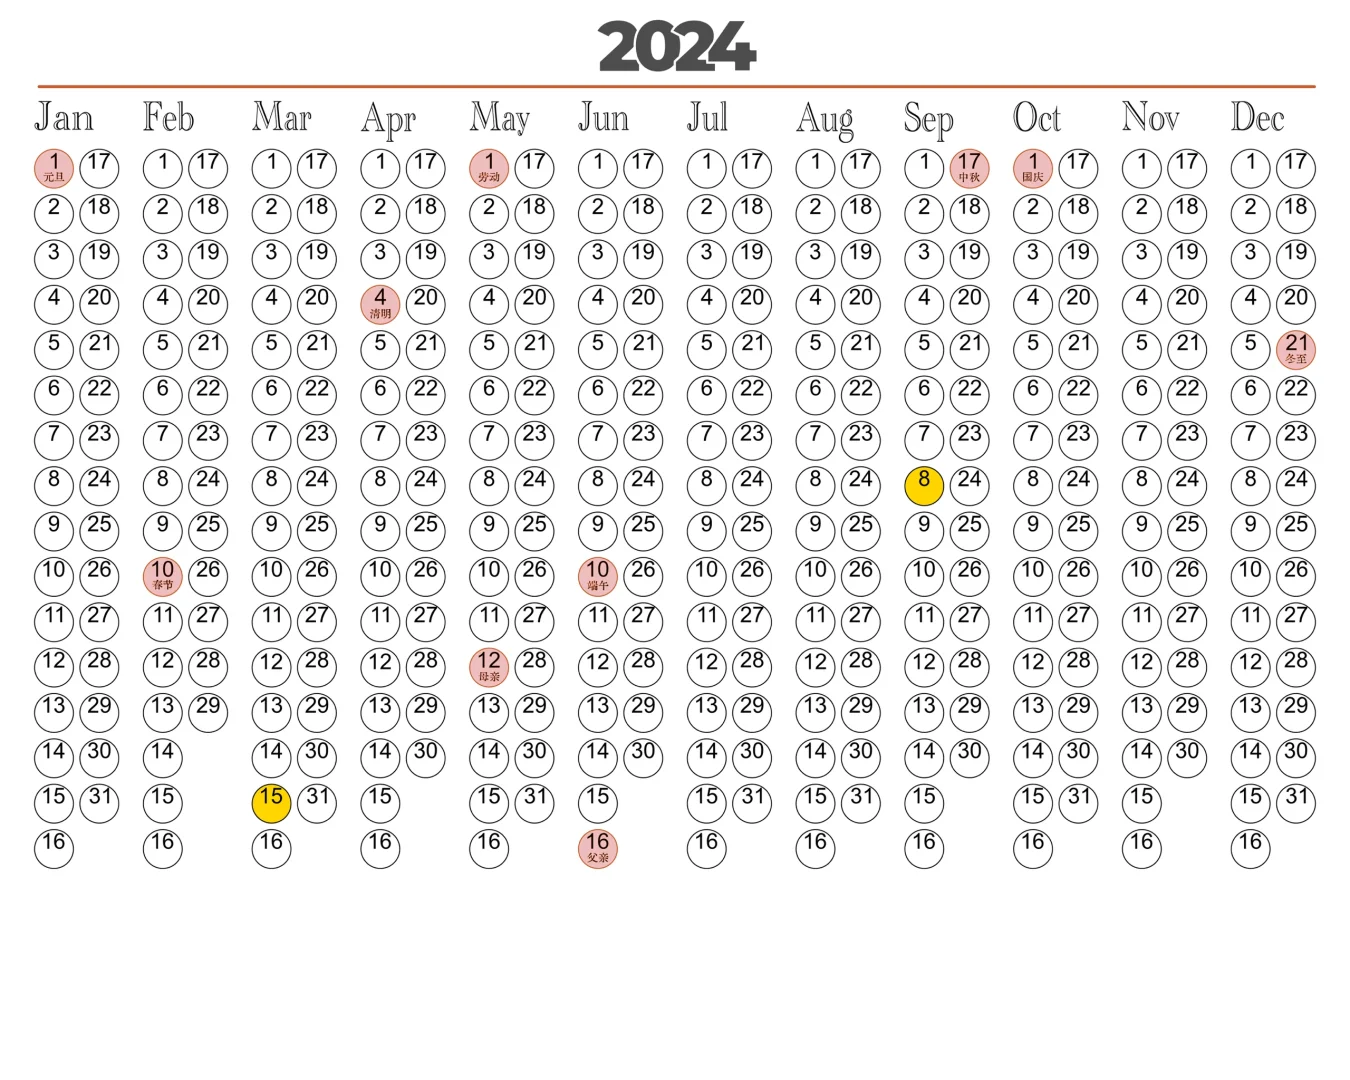 2024
Jan Feb Mar Apr May Jun Jul Aug Sep Oct Nov Dec
1 17 1 17 1 17 1 17 1 17 1 17 1 17 1 17 1 17 1 17 1 17 1 17
元旦 劳动 中秋 国庆
2 18 2 18 2 18 2 18 2 18 2 18 2 18 2 18 2 18 2 18 2 18 2 18
3 19 3 19 3 19 3 19 3 19 3 19 3 19 3 19 3 19 3 19 3 19 3 19
4 20 4 20 4 20 4 20 4 20 4 20 4 20 4 20 4 20 4 20 4 20 4 20
清明
5 21 5 21 5 21 5 21 5 21 5 21 5 21 5 21 5 21 5 21 5 21 5 21
冬至
6 22 6 22 6 22 6 22 6 22 6 22 6 22 6 22 6 22 6 22 6 22 6 22
7 23 7 23 7 23 7 23 7 23 7 23 7 23 7 23 7 23 7 23 7 23 7 23
8 24 8 24 8 24 8 24 8 24 8 24 8 24 8 24 8 24 8 24 8 24 8 24
9 25 9 25 9 25 9 25 9 25 9 25 9 25 9 25 9 25 9 25 9 25 9 25
10 26 10 26 10 26 10 26 10 26 10 26 10 26 10 26 10 26 10 26 10 26 10 26
春节 端午
11 27 11 27 11 27 11 27 11 27 11 27 11 27 11 27 11 27 11 27 11 27 11 27
12 28 12 28 12 28 12 28 12 28 12 28 12 28 12 28 12 28 12 28 12 28 12 28
母亲
13 29 13 29 13 29 13 29 13 29 13 29 13 29 13 29 13 29 13 29 13 29 13 29
14 30 14 14 30 14 30 14 30 14 30 14 30 14 30 14 30 14 30 14 30 14 30
15 31 15 15 31 15 15 31 15 15 31 15 31 15 15 31 15 15 31
16 16 16 16 16 16 16 16 16 16 16 16
父亲